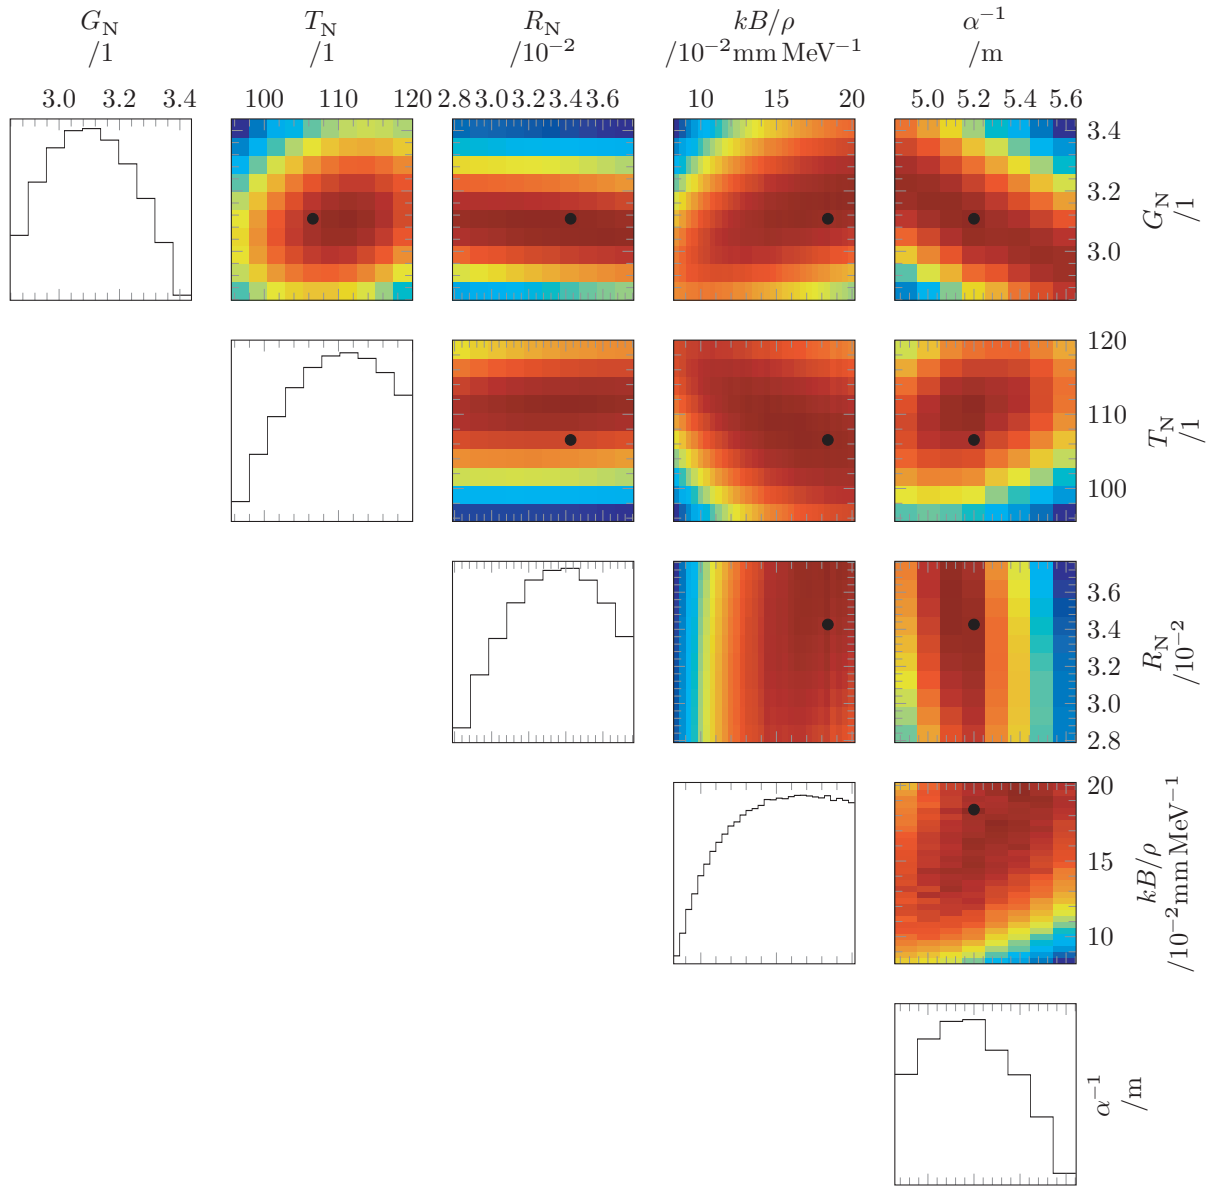 G_N T_N R_N kB/ρ α⁻¹
/1 /1 /10⁻² /10⁻²mm MeV⁻¹ /m
3.0 3.2 3.4 100 110 120 2.8 3.0 3.2 3.4 3.6 10 15 20 5.0 5.2 5.4 5.6
3.4
3.2
3.0
G_N
/1
120
110
100
T_N
/1
3.6
3.4
3.2
3.0
2.8
R_N
/10⁻²
20
15
10
kB/ρ
/10⁻²mm MeV⁻¹
α⁻¹
/m